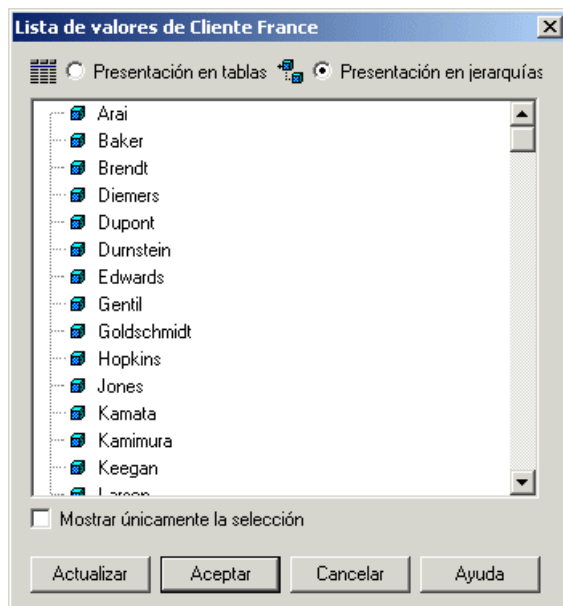 Lista de valores de Cliente France
Presentación en tablas Presentación en jerarquías
Arai
Baker
Brendt
Diemers
Dupont
Durnstein
Edwards
Gentil
Goldschmidt
Hopkins
Jones
Kamata
Kamimura
Keegan
Mostrar únicamente la selección
Actualizar Aceptar Cancelar Ayuda